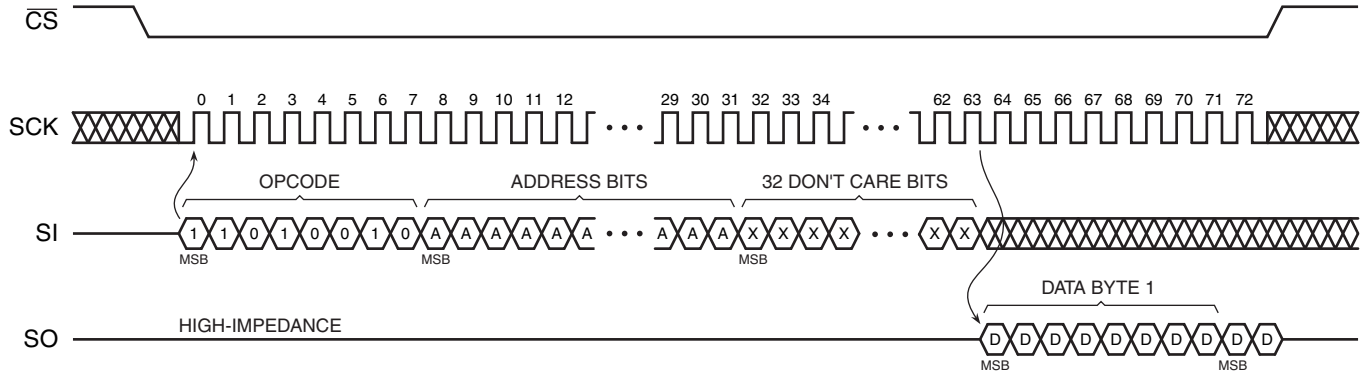 CS
0 1 2 3 4 5 6 7 8 9 10 11 12 29 30 31 32 33 34 62 63 64 65 66 67 68 69 70 71 72
SCK
OPCODE ADDRESS BITS 32 DON'T CARE BITS
SI 1 1 0 1 0 0 1 0 A A A A A A A A A X X X X X X
MSB MSB MSB
DATA BYTE 1
HIGH-IMPEDANCE
SO D D D D D D D D D D
MSB MSB